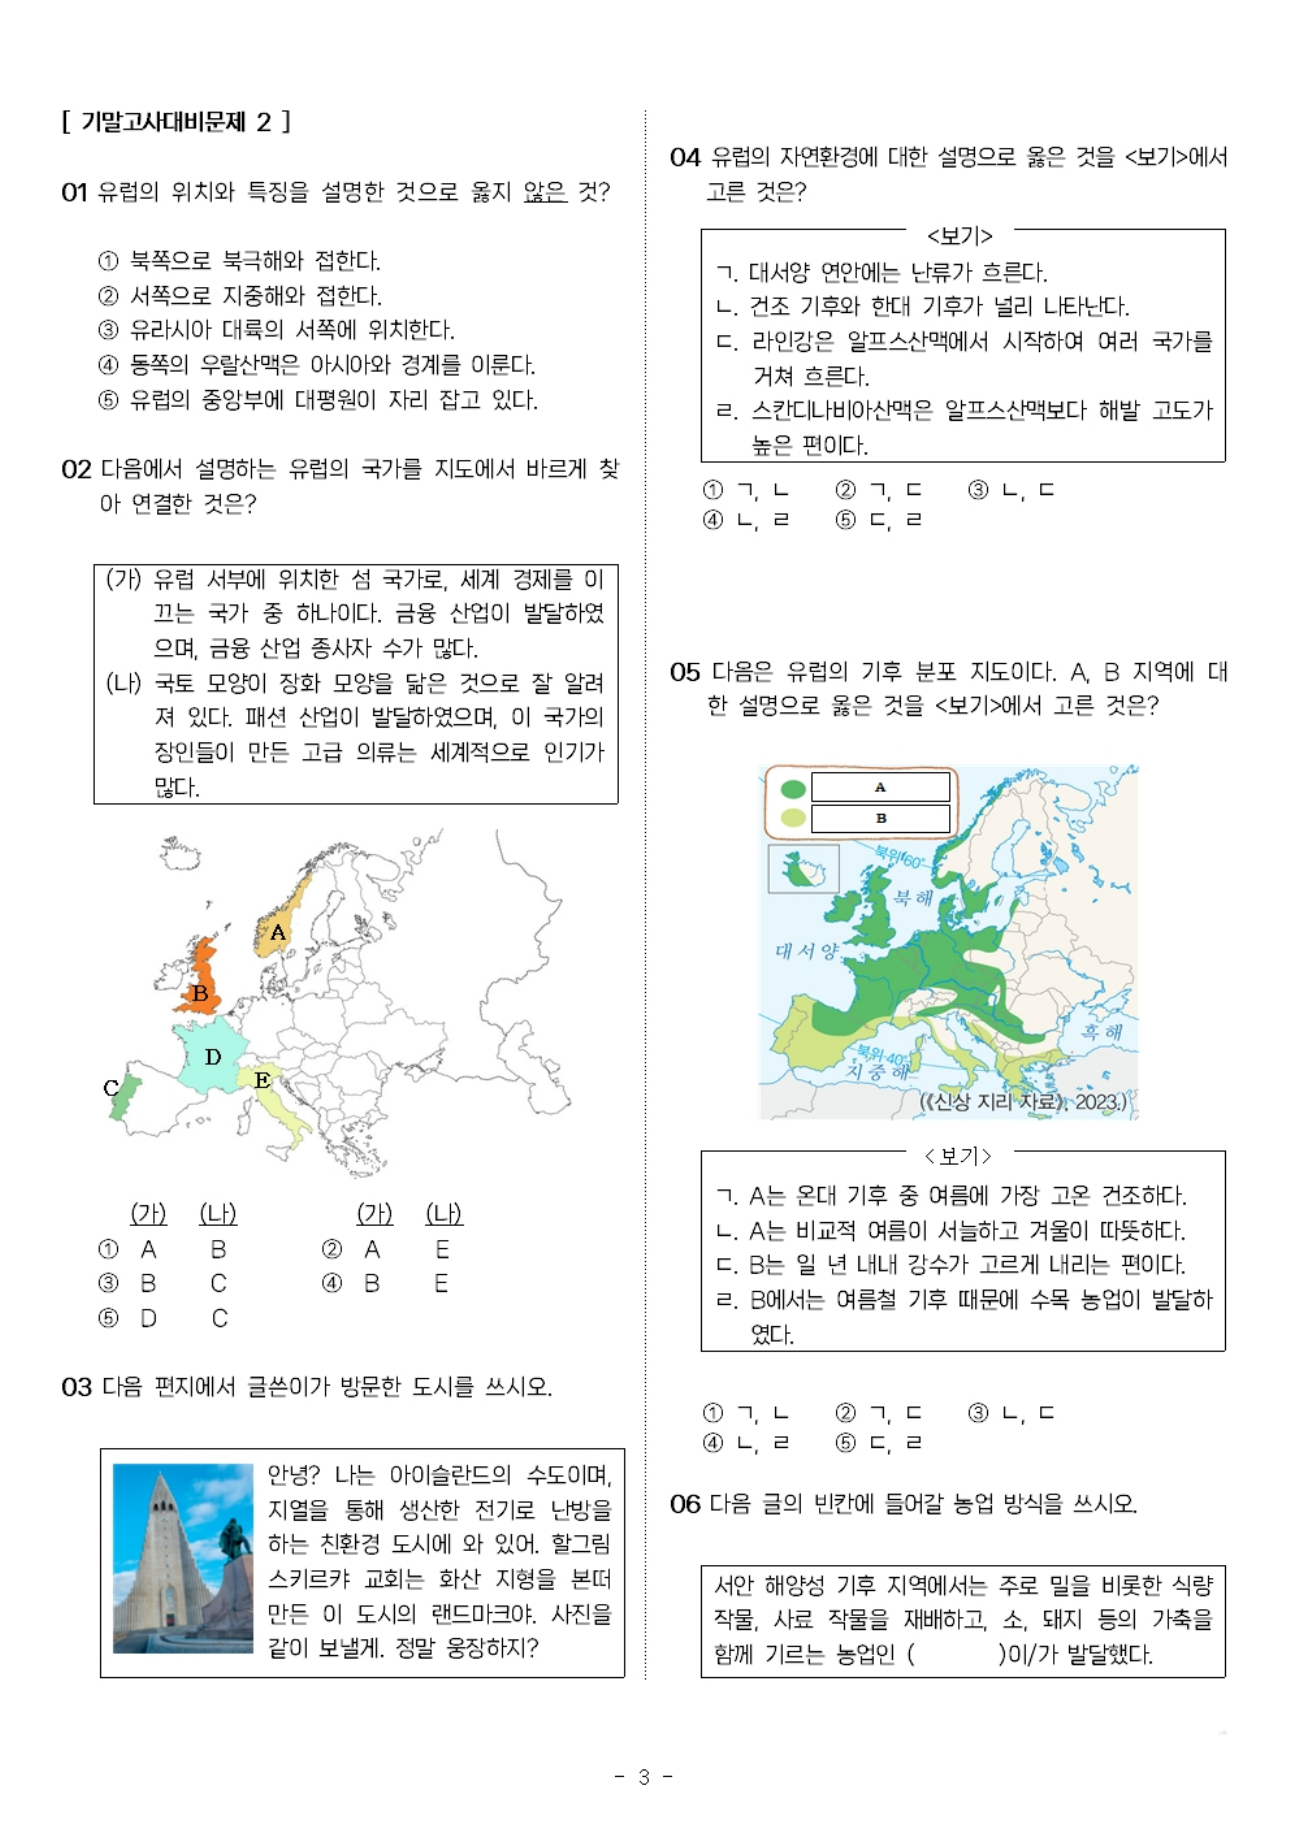 [ 기말고사대비문제 2 ]
01 유럽의 위치와 특징을 설명한 것으로 옳지 않은 것?
① 북쪽으로 북극해와 접한다.
② 서쪽으로 지중해와 접한다.
③ 유라시아 대륙의 서쪽에 위치한다.
④ 동쪽의 우랄산맥은 아시아와 경계를 이룬다.
⑤ 유럽의 중앙부에 대평원이 자리 잡고 있다.
02 다음에서 설명하는 유럽의 국가를 지도에서 바르게 찾
아 연결한 것은?
(가) 유럽 서부에 위치한 섬 국가로, 세계 경제를 이
끄는 국가 중 하나이다. 금융 산업이 발달하였
으며, 금융 산업 종사자 수가 많다.
(나) 국토 모양이 장화 모양을 닮은 것으로 잘 알려
져 있다. 패션 산업이 발달하였으며, 이 국가의
장인들이 만든 고급 의류는 세계적으로 인기가
많다.
A
B
D
E
C
(가) (나) (가) (나)
① A B ② A E
③ B C ④ B E
⑤ D C
03 다음 편지에서 글쓴이가 방문한 도시를 쓰시오.
안녕? 나는 아이슬란드의 수도이며,
지열을 통해 생산한 전기로 난방을
하는 친환경 도시에 와 있어. 할그림
스키르캬 교회는 화산 지형을 본떠
만든 이 도시의 랜드마크야. 사진을
같이 보낼게. 정말 웅장하지?
04 유럽의 자연환경에 대한 설명으로 옳은 것을 <보기>에서
고른 것은?
<보기>
ㄱ. 대서양 연안에는 난류가 흐른다.
ㄴ. 건조 기후와 한대 기후가 널리 나타난다.
ㄷ. 라인강은 알프스산맥에서 시작하여 여러 국가를
거쳐 흐른다.
ㄹ. 스칸디나비아산맥은 알프스산맥보다 해발 고도가
높은 편이다.
① ㄱ, ㄴ ② ㄱ, ㄷ ③ ㄴ, ㄷ
④ ㄴ, ㄹ ⑤ ㄷ, ㄹ
05 다음은 유럽의 기후 분포 지도이다. A, B 지역에 대
한 설명으로 옳은 것을 <보기>에서 고른 것은?
A
B
북위 60°
북해
대서양
흑해
북위 40°
지중해
(《신상 지리 자료》, 2023.)
<보기>
ㄱ. A는 온대 기후 중 여름에 가장 고온 건조하다.
ㄴ. A는 비교적 여름이 서늘하고 겨울이 따뜻하다.
ㄷ. B는 일 년 내내 강수가 고르게 내리는 편이다.
ㄹ. B에서는 여름철 기후 때문에 수목 농업이 발달하
였다.
① ㄱ, ㄴ ② ㄱ, ㄷ ③ ㄴ, ㄷ
④ ㄴ, ㄹ ⑤ ㄷ, ㄹ
06 다음 글의 빈칸에 들어갈 농업 방식을 쓰시오.
서안 해양성 기후 지역에서는 주로 밀을 비롯한 식량
작물, 사료 작물을 재배하고, 소, 돼지 등의 가축을
함께 기르는 농업인 ( )이/가 발달했다.
- 3 -